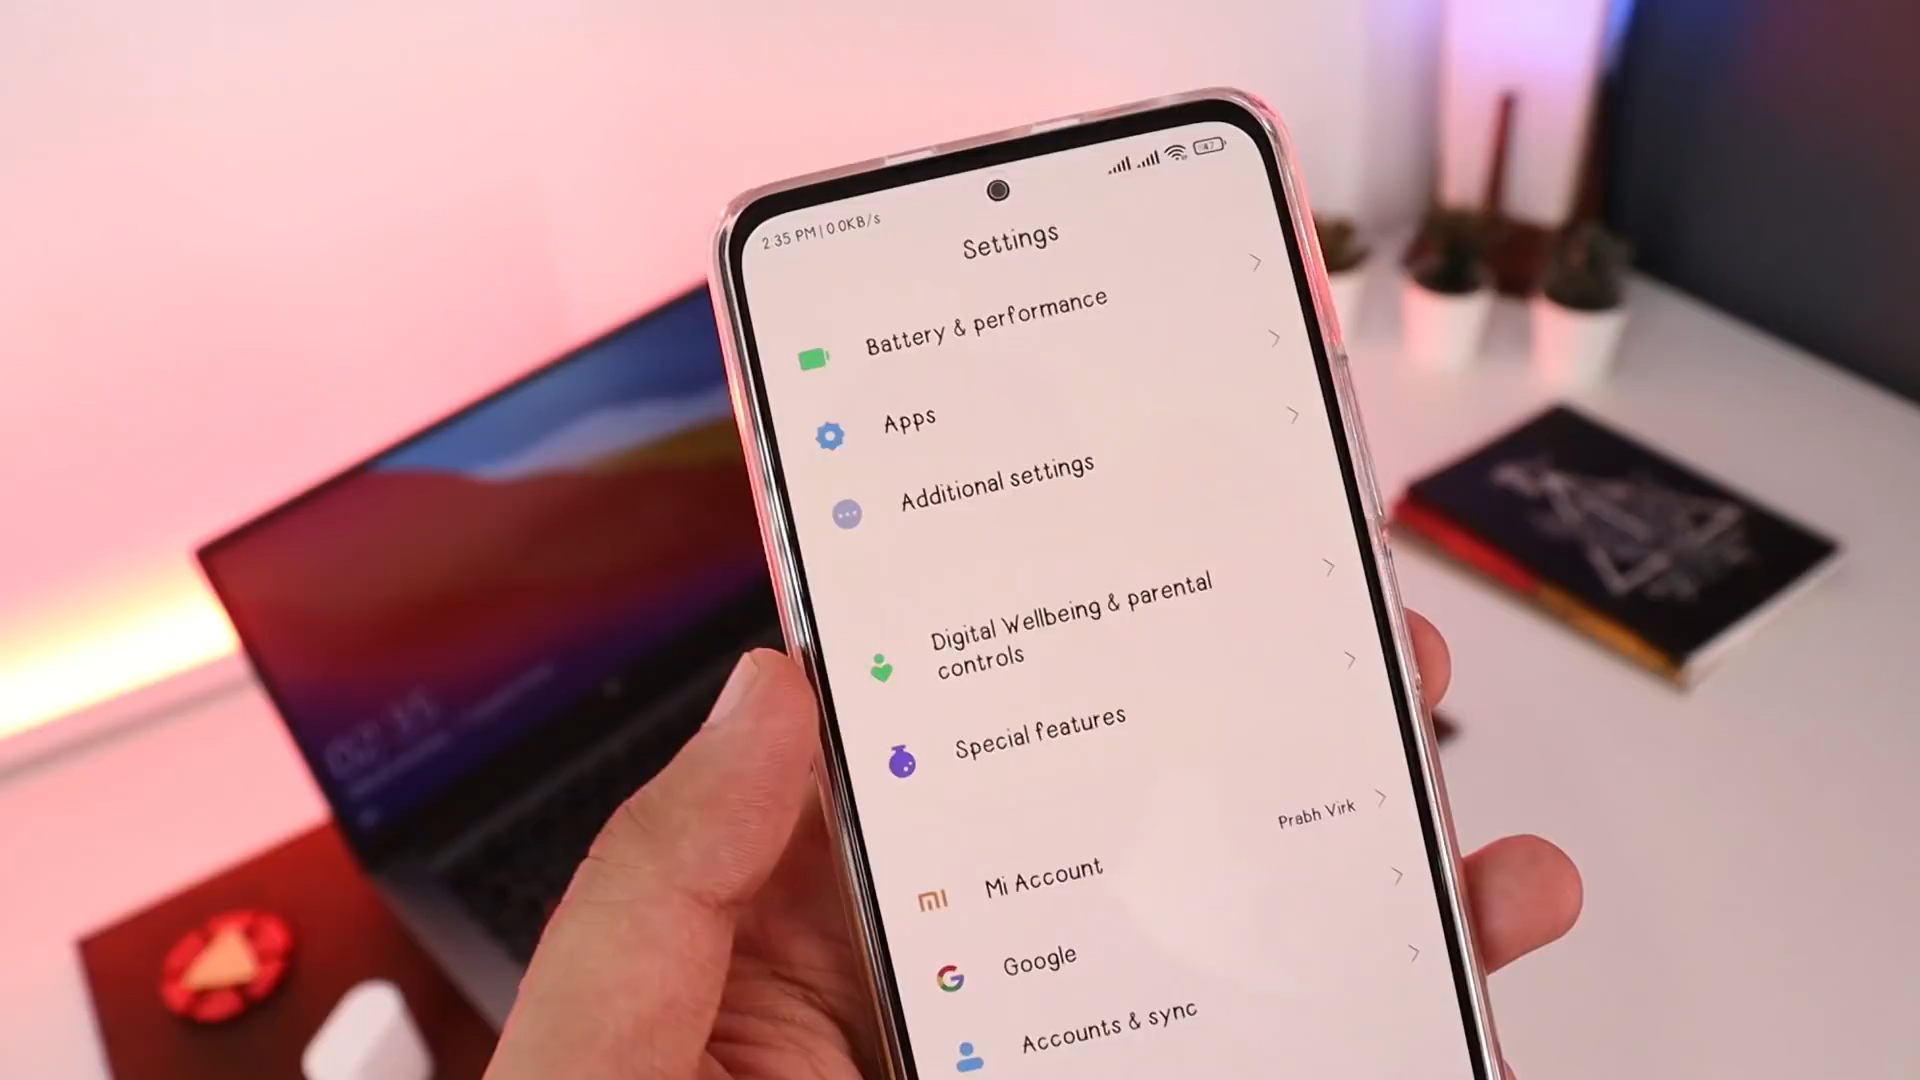 2:35 PM | 0.0KB/s
47
Settings
Battery & performance
Apps
Additional settings
Digital Wellbeing & parental
controls
Special features
Prabh Virk
Mi Account
Google
Accounts & sync